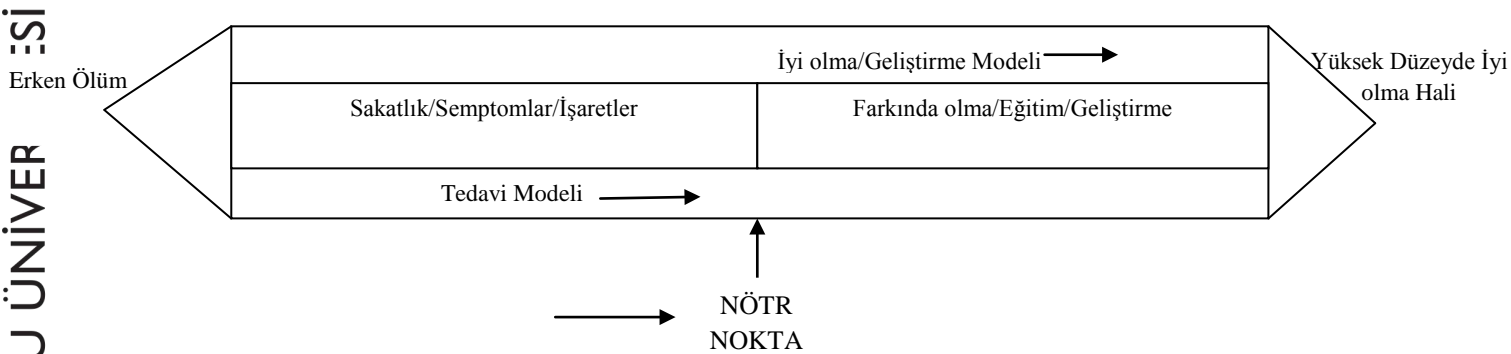 ESİ
U ÜNİVER
Erken Ölüm
İyi olma/Geliştirme Modeli
Yüksek Düzeyde İyi
olma Hali
Sakatlık/Semptomlar/İşaretler
Farkında olma/Eğitim/Geliştirme
Tedavi Modeli
NÖTR
NOKTA